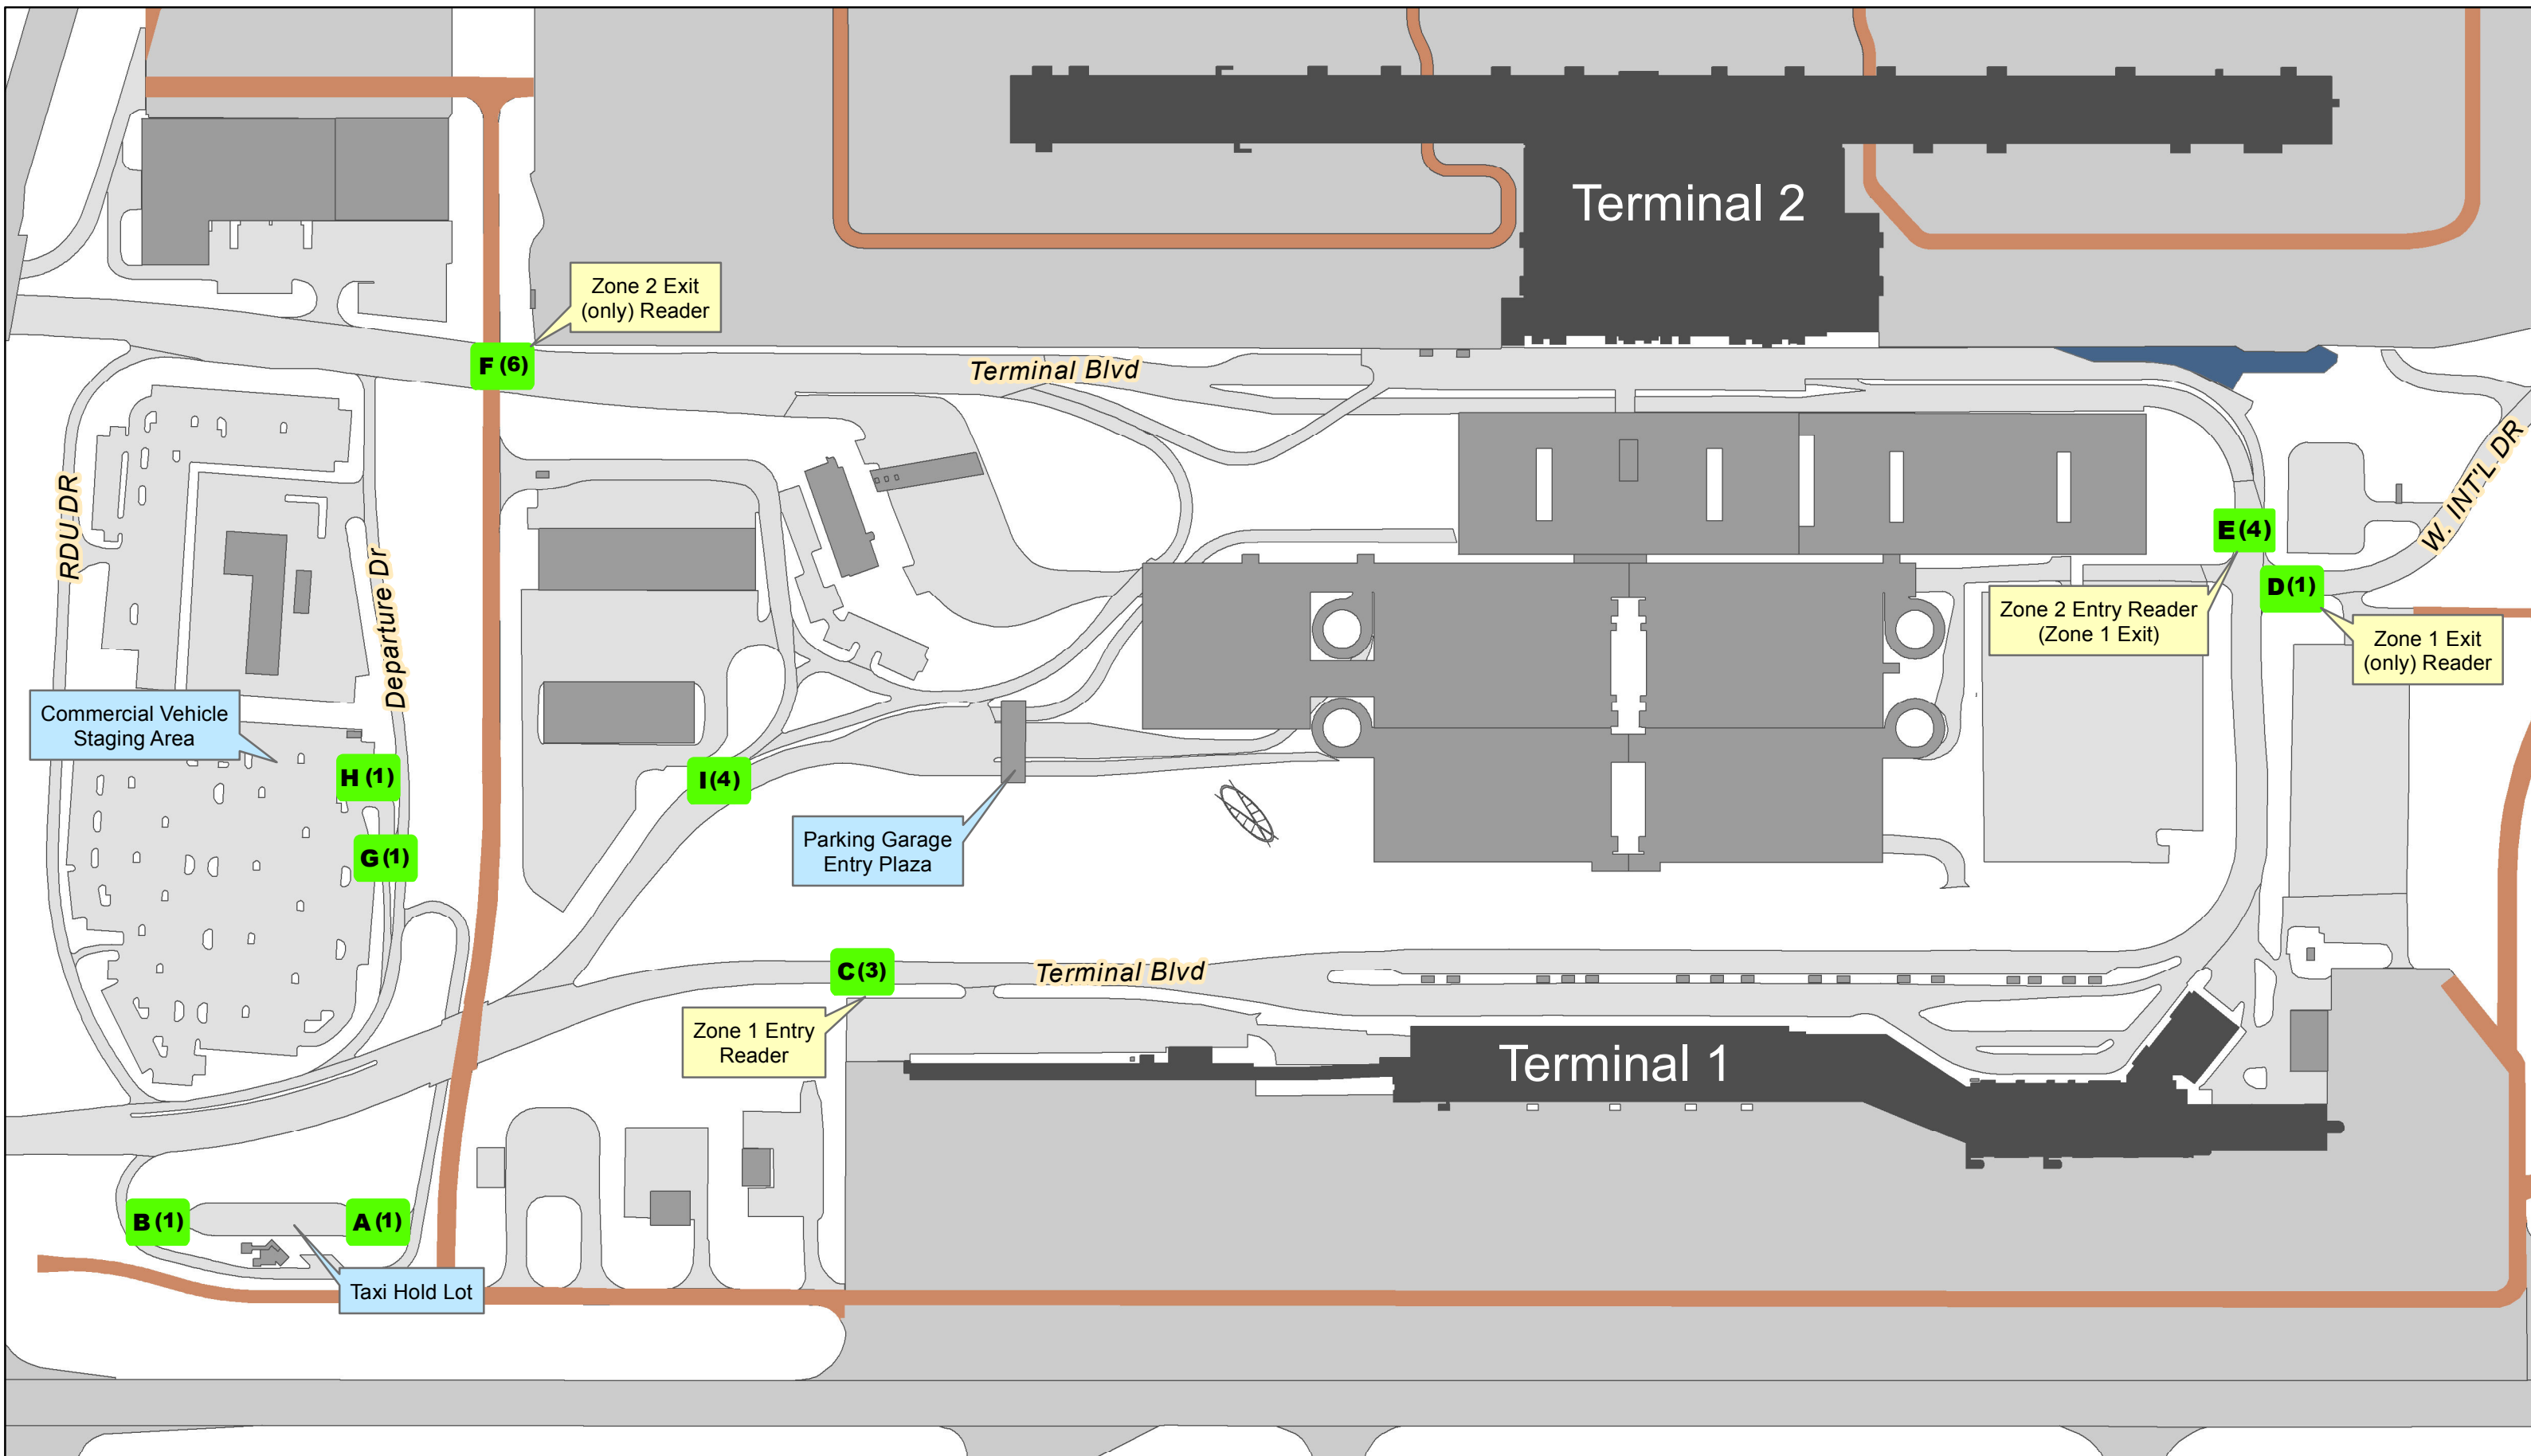 Terminal 2
Zone 2 Exit
(only) Reader
F (6)
Terminal Blvd
RDU DR
Departure Dr
W. INT'L DR
E (4)
D (1)
Zone 2 Entry Reader
(Zone 1 Exit)
Zone 1 Exit
(only) Reader
Commercial Vehicle
Staging Area
H (1)
I (4)
G (1)
Parking Garage
Entry Plaza
C (3)
Terminal Blvd
Zone 1 Entry
Reader
Terminal 1
B (1)
A (1)
Taxi Hold Lot